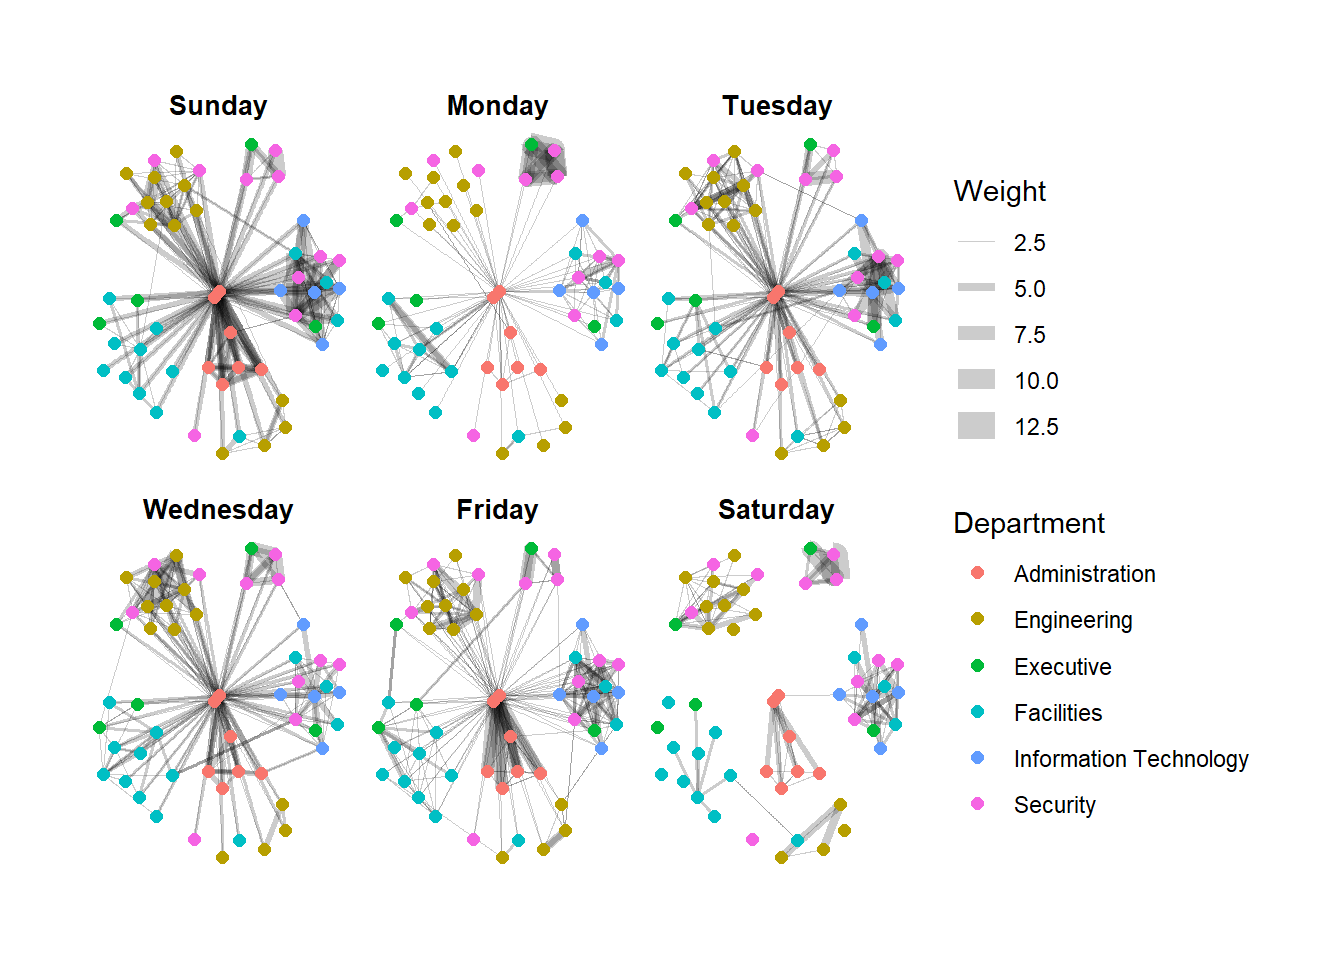 Sunday
Monday
Tuesday
Wednesday
Friday
Saturday
Weight
2.5
5.0
7.5
10.0
12.5
Department
Administration
Engineering
Executive
Facilities
Information Technology
Security